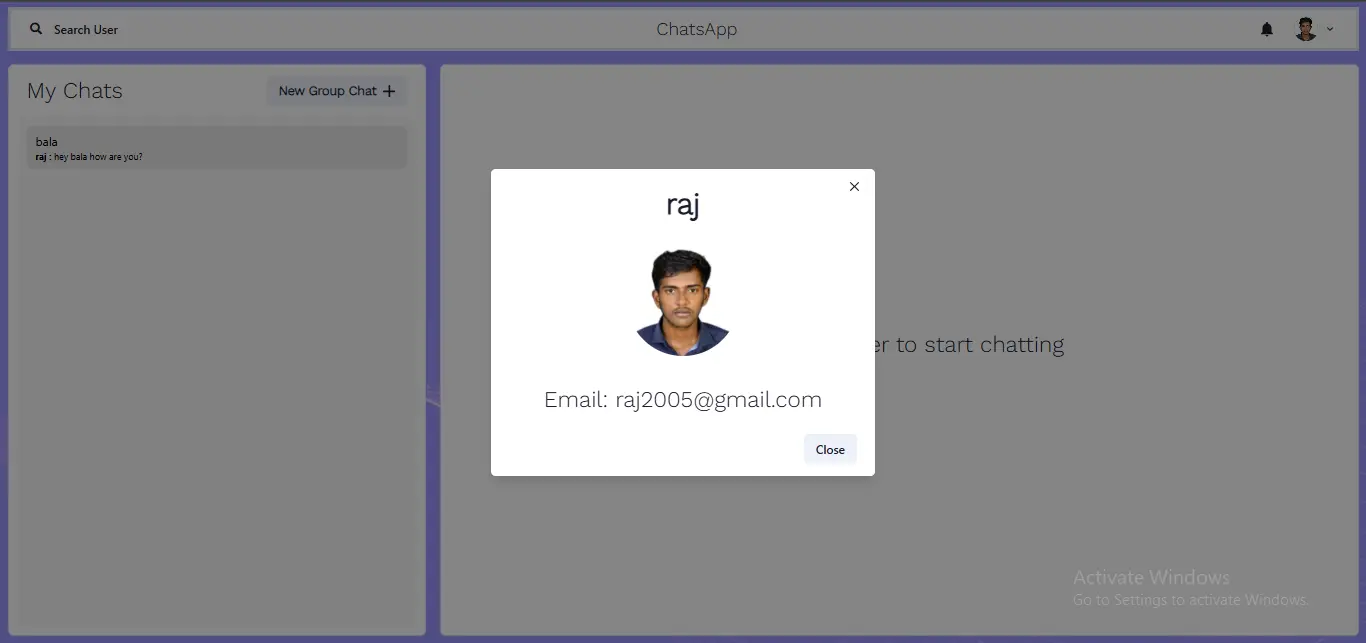 Search User
ChatsApp
My Chats
New Group Chat
bala
raj : hey bala how are you?
raj
Email: raj2005@gmail.com
Close
er to start chatting
Activate Windows
Go to Settings to activate Windows.